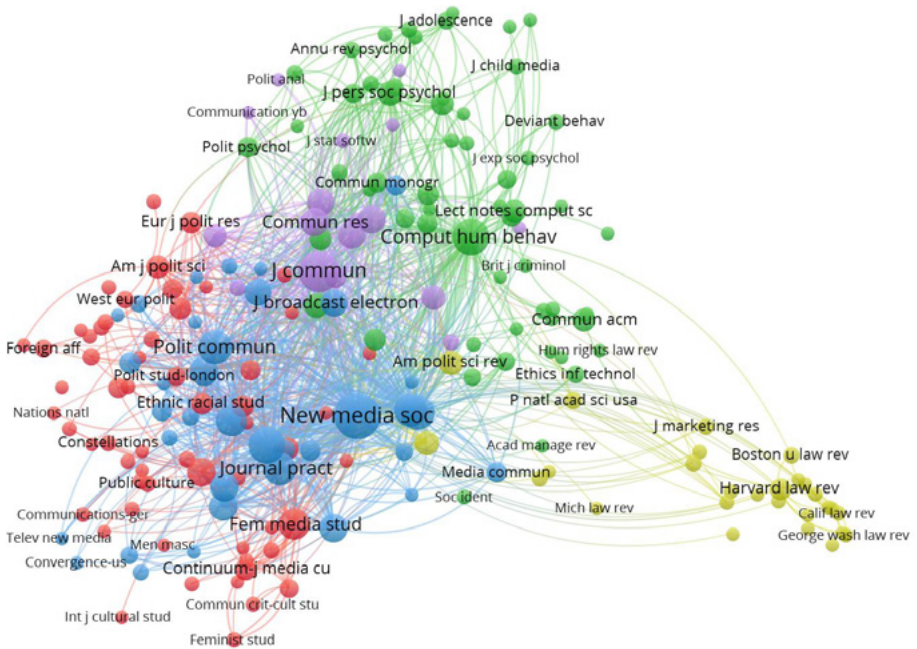 J adolescence
Annu rev psychol
J child media
Polit anal
J pers soc psychol
Communication yb
Deviant behav
J stat softw
Polit psychol
J exp soc psychol
Commun monogr
Lect notes comput sc
Eur j polit res
Commun res
Comput hum behav
Am j polit sci
J commun
Brit j criminol
West eur polit
J broadcast electron
Commun acm
Foreign aff
Polit commun
Hum rights law rev
Am polit sci rev
Polit stud-london
Ethics inf technol
Ethnic racial stud
P natl acad sci usa
Nations natl
New media soc
J marketing res
Constellations
Acad manage rev
Boston u law rev
Journal pract
Media commun
Public culture
Harvard law rev
Soc ident
Mich law rev
Communications-ger
Calif law rev
Fem media stud
Telev new media
George wash law rev
Men masc
Convergence-us
Continuum-j media cu
Commun crit-cult stu
Int j cultural stud
Feminist stud